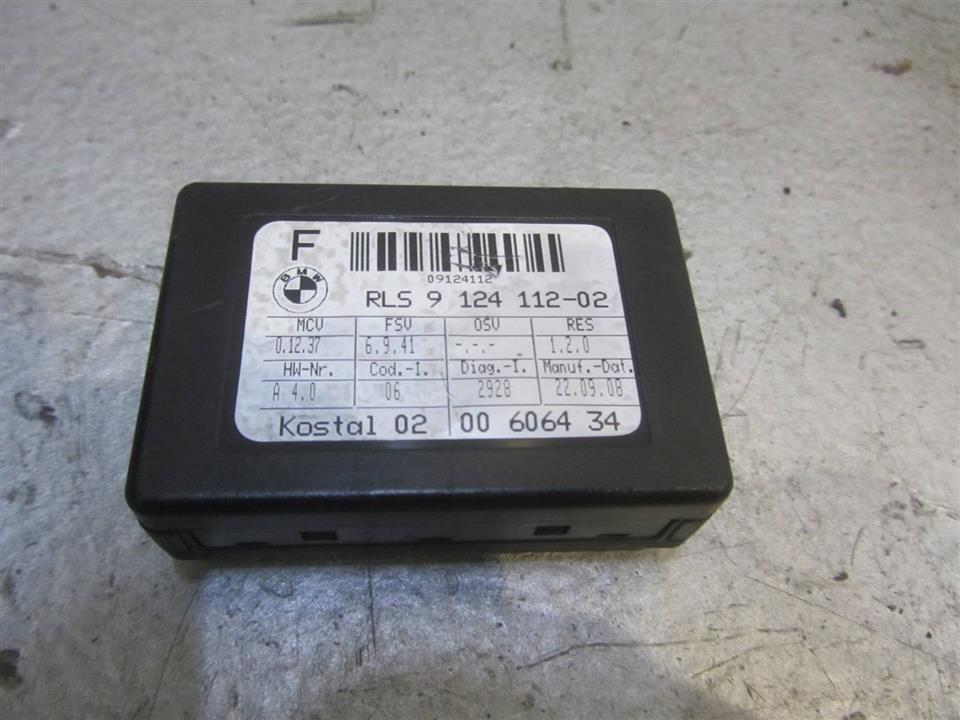 F
09124112
BMW
RLS 9 124 112-02
MCV FSV OSV RES
0.12.37 6.9.41 -.-.- 1.2.0
HW-Nr. Cod.-I. Diag.-I. Manuf.-Dat.
A 4.0 06 2928 22.09.08
Kostal 02 00 6064 34